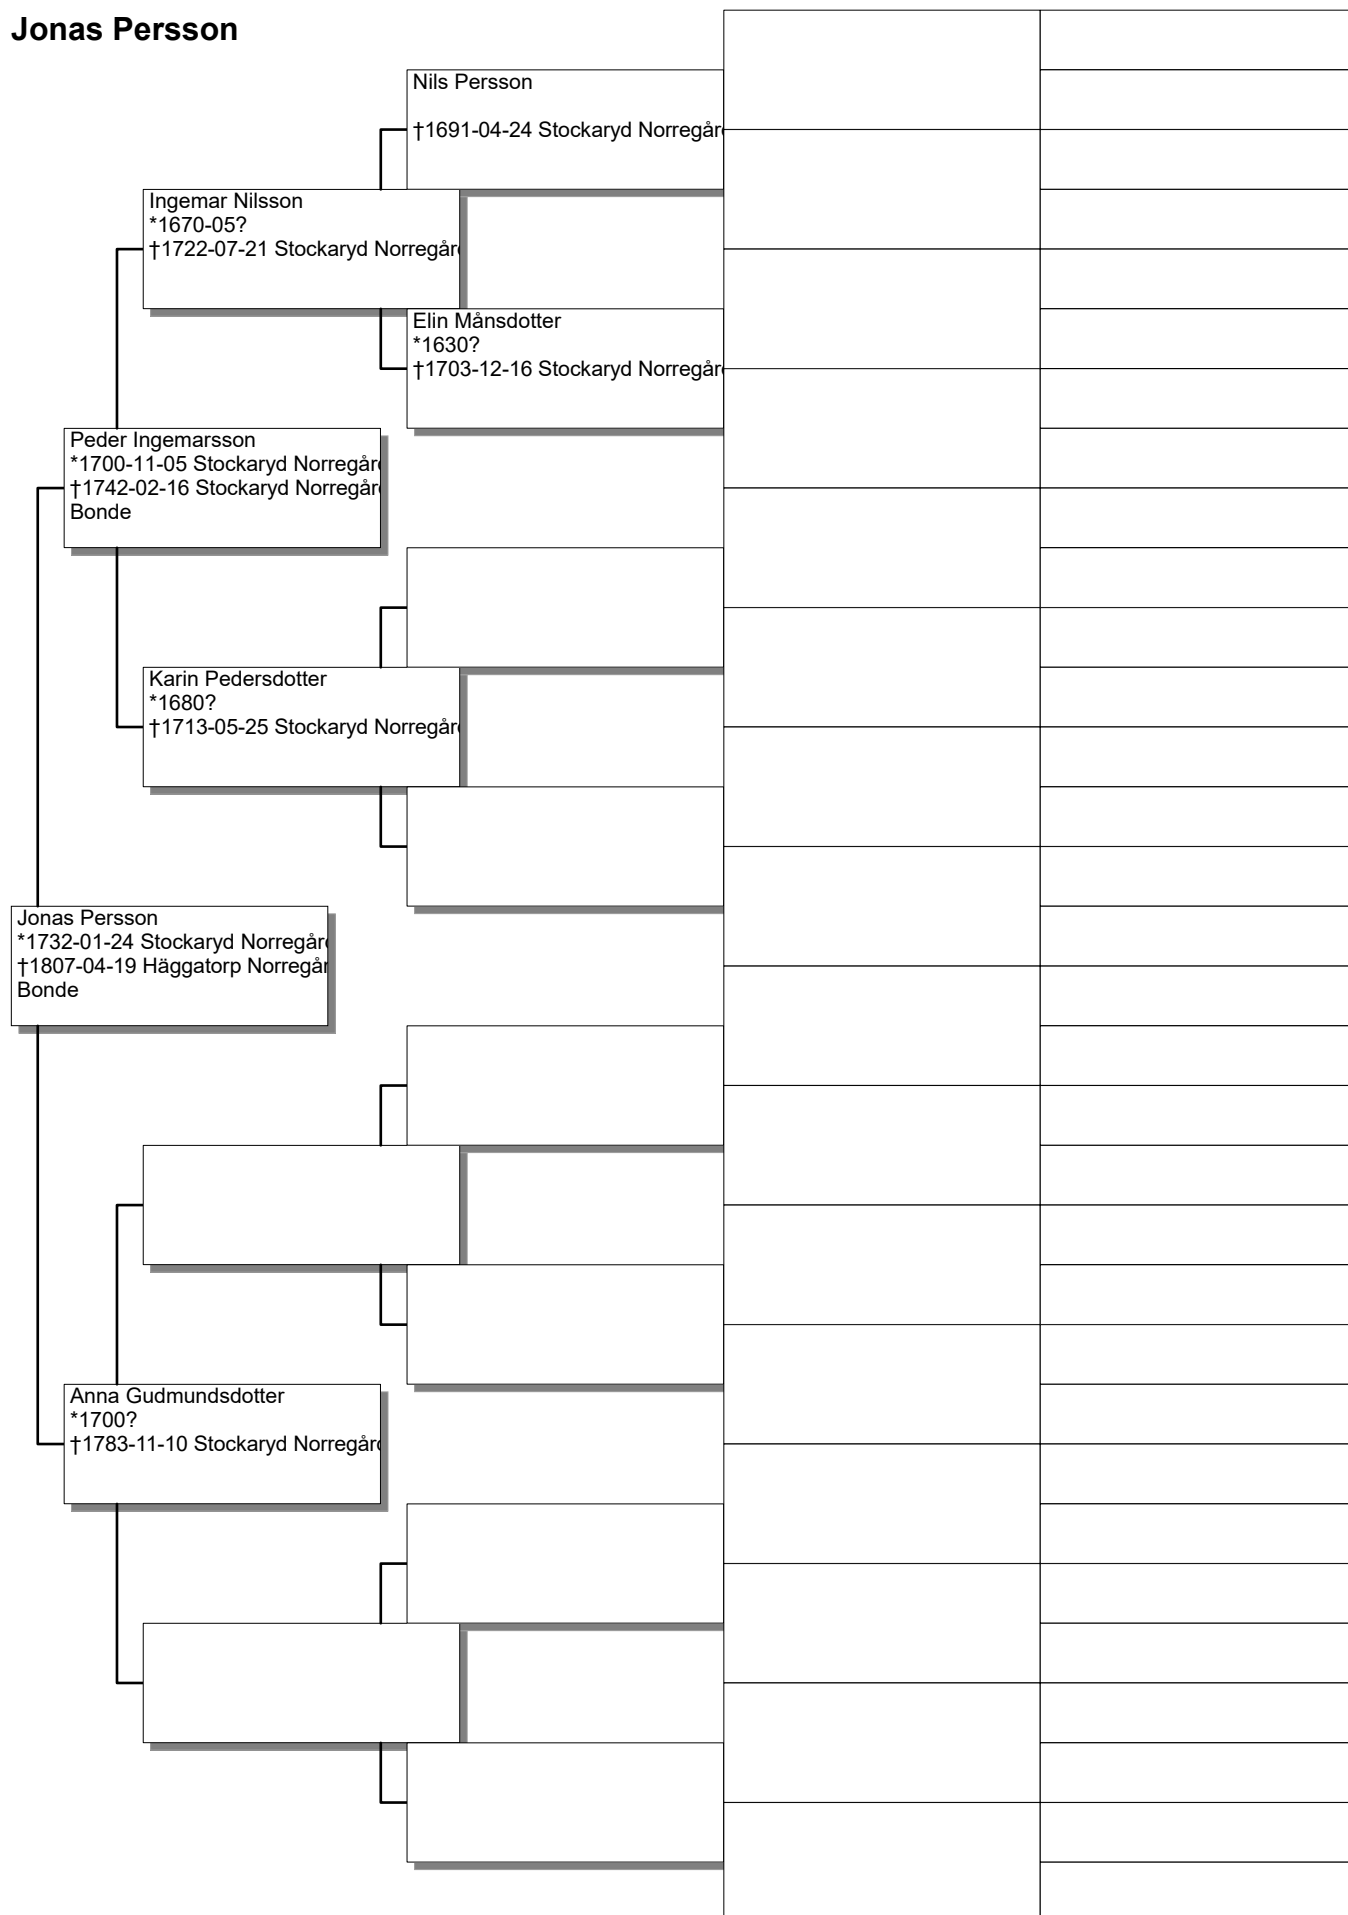 Jonas Persson
Nils Persson
†1691-04-24 Stockaryd Norregår
Ingemar Nilsson
*1670-05?
†1722-07-21 Stockaryd Norregår
Elin Månsdotter
*1630?
†1703-12-16 Stockaryd Norregår
Peder Ingemarsson
*1700-11-05 Stockaryd Norregår
†1742-02-16 Stockaryd Norregår
Bonde
Karin Pedersdotter
*1680?
†1713-05-25 Stockaryd Norregår
Jonas Persson
*1732-01-24 Stockaryd Norregår
†1807-04-19 Häggatorp Norregår
Bonde
Anna Gudmundsdotter
*1700?
†1783-11-10 Stockaryd Norregår